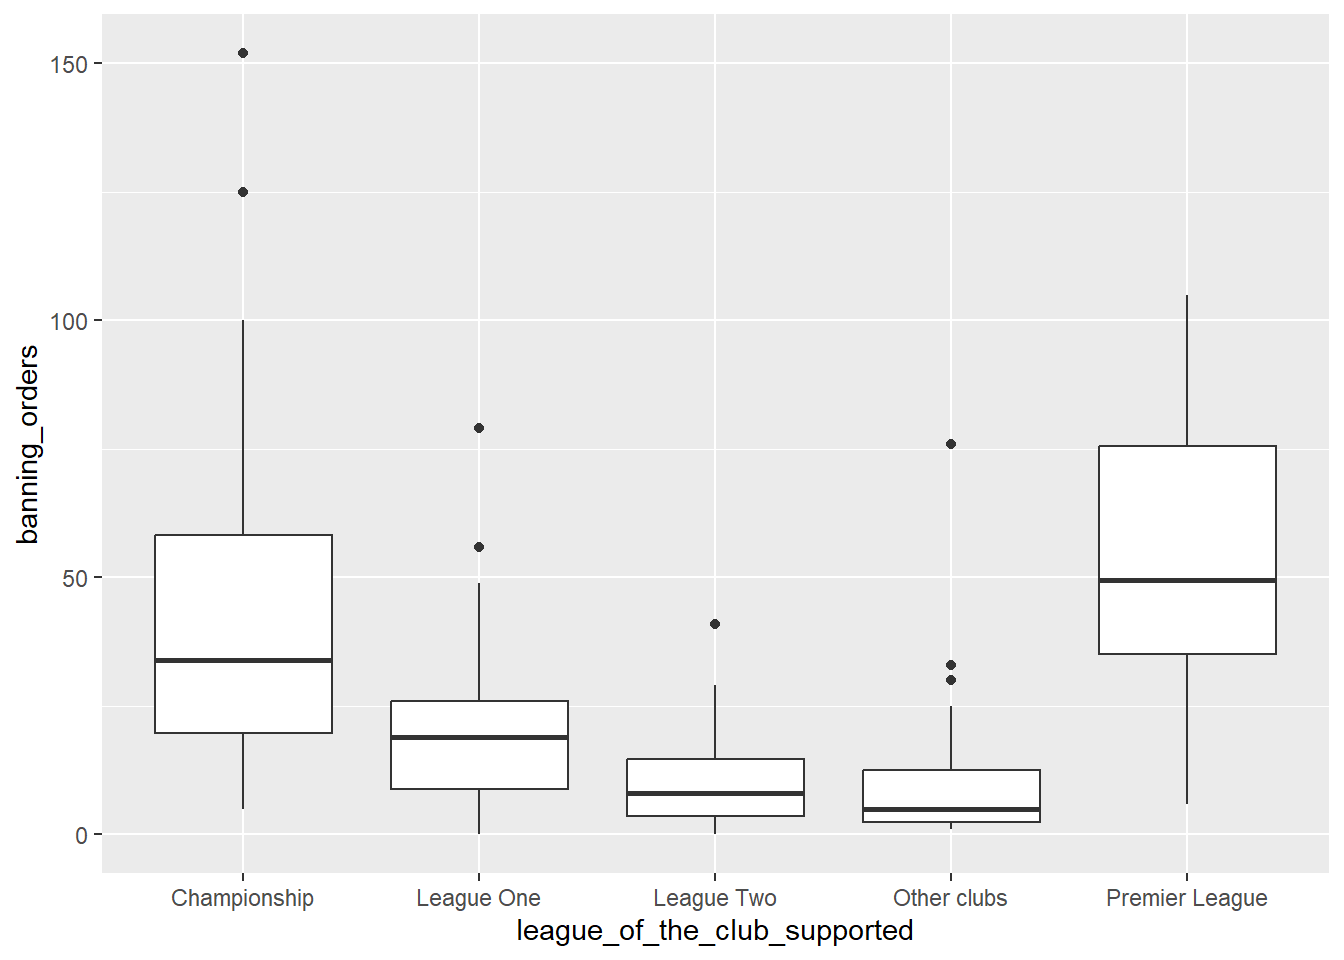 banning_orders
150
100
50
0
Championship
League One
League Two
Other clubs
Premier League
league_of_the_club_supported